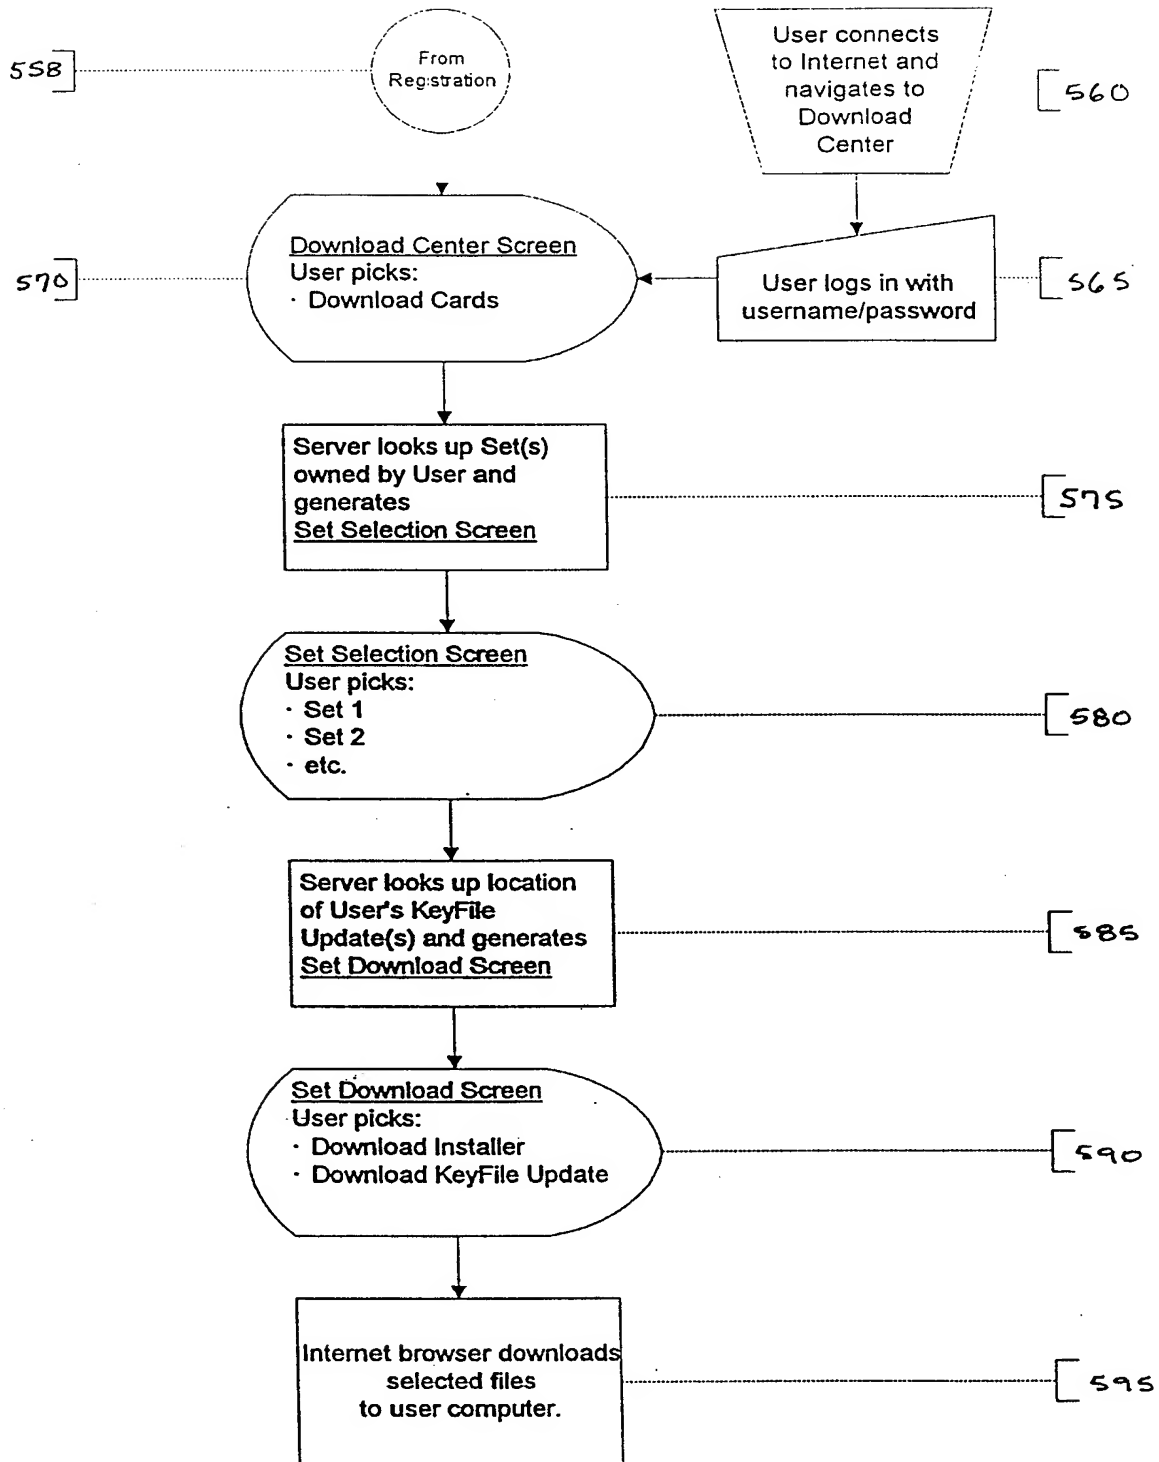 558
From
Registration
User connects
to Internet and
navigates to
Download
Center
560
570
Download Center Screen
User picks:
· Download Cards
User logs in with
username/password
565
Server looks up Set(s)
owned by User and
generates
Set Selection Screen
575
Set Selection Screen
User picks:
· Set 1
· Set 2
· etc.
580
Server looks up location
of User's KeyFile
Update(s) and generates
Set Download Screen
585
Set Download Screen
User picks:
· Download Installer
· Download KeyFile Update
590
Internet browser downloads
selected files
to user computer.
595